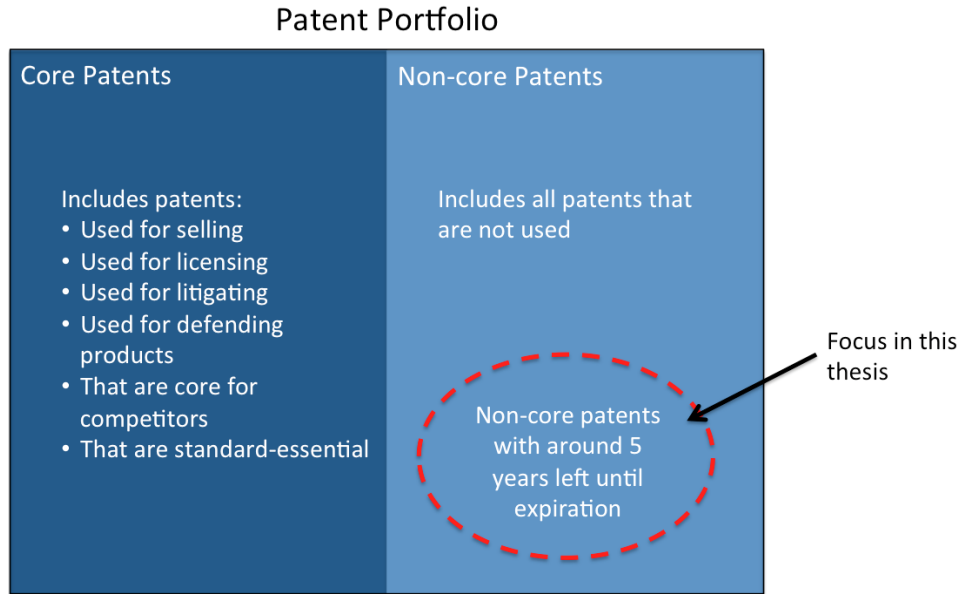 Patent Portfolio
Core Patents
Includes patents:
• Used for selling
• Used for licensing
• Used for litigating
• Used for defending
products
• That are core for
competitors
• That are standard-essential
Non-core Patents
Includes all patents that
are not used
Non-core patents
with around 5
years left until
expiration
Focus in this
thesis